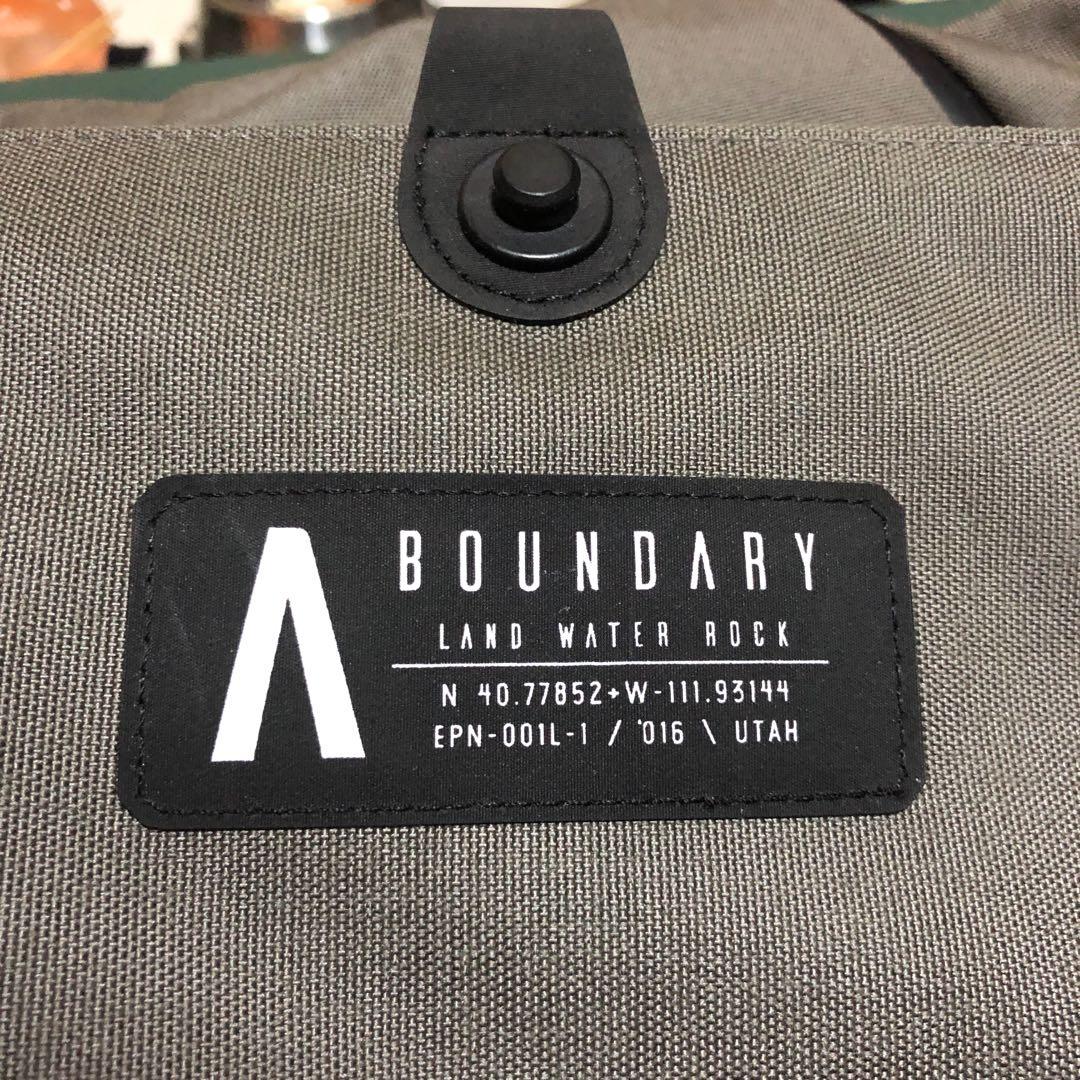 BOUNDARY
LAND WATER ROCK
N 40.77852+W-111.93144
EPN-001L-1 / '016 \ UTAH